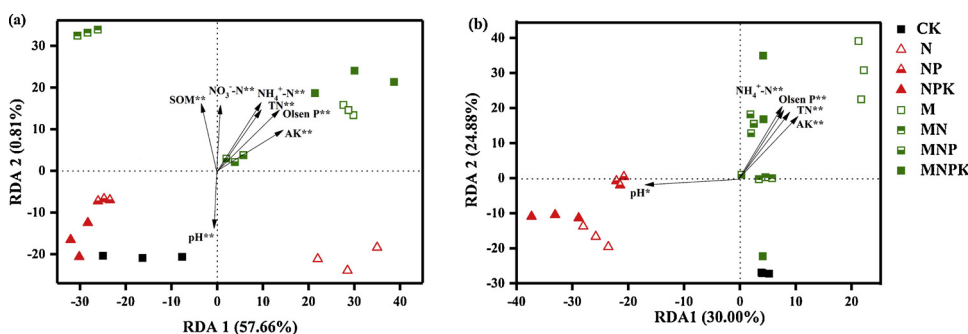 (a)
30
20
10
0
-10
-20
RDA 2 (0.81%)
SOM**
NO3--N**
NH4+-N**
TN**
Olsen P**
AK**
pH**
-30 -20 -10 0 10 20 30 40
RDA 1 (57.66%)
(b)
40
30
20
10
0
-10
-20
-30
RDA 2 (24.88%)
NH4+-N**
Olsen P**
TN**
AK**
pH*
-40 -30 -20 -10 0 10 20
RDA1 (30.00%)
CK
N
NP
NPK
M
MN
MNP
MNPK